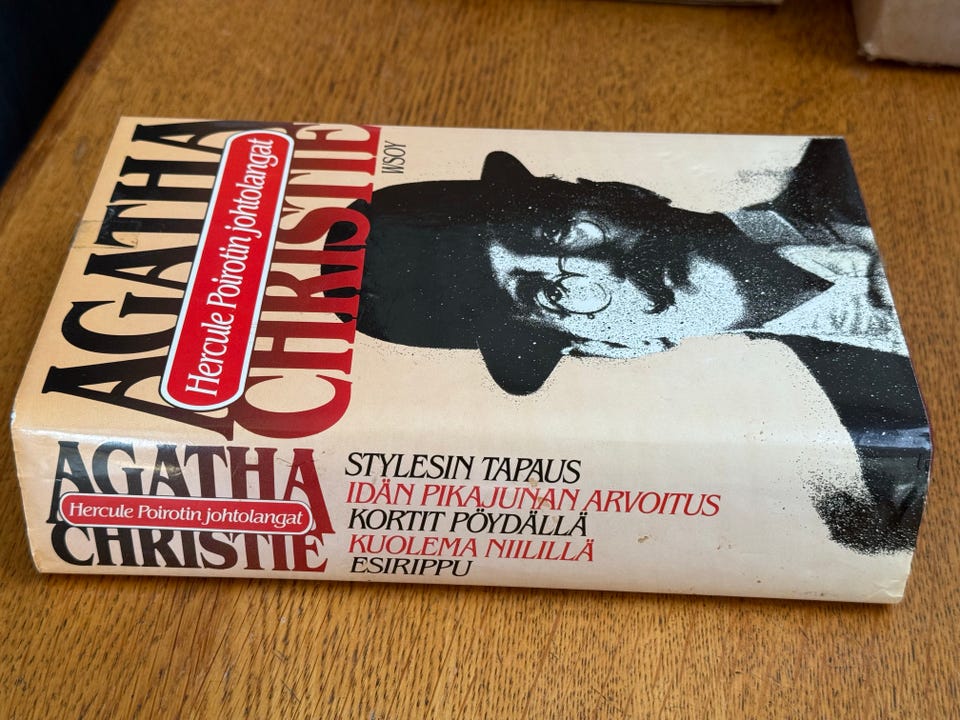 AGATHA
Hercule Poirotin johtolangat
CHRISTIE
WSOY
AGATHA
Hercule Poirotin johtolangat
CHRISTIE
STYLESIN TAPAUS
IDÄN PIKAJUNAN ARVOITUS
KORTIT PÖYDÄLLÄ
KUOLEMA NIILILLÄ
ESIRIPPU